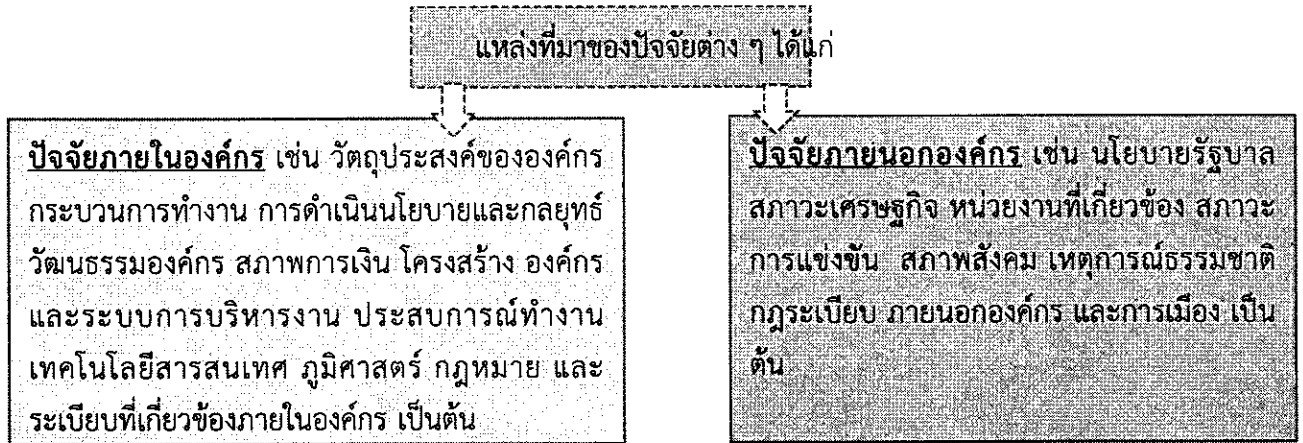 แหล่งที่มาของปัจจัยต่าง ๆ ได้แก่
ปัจจัยภายในองค์กร เช่น วัตถุประสงค์ขององค์กร
กระบวนการทำงาน การดำเนินนโยบายและกลยุทธ์
วัฒนธรรมองค์กร สภาพการเงิน โครงสร้าง องค์กร
และระบบการบริหารงาน ประสบการณ์ทำงาน
เทคโนโลยีสารสนเทศ ภูมิศาสตร์ กฎหมาย และ
ระเบียบที่เกี่ยวข้องภายในองค์กร เป็นต้น
ปัจจัยภายนอกองค์กร เช่น นโยบายรัฐบาล
สภาวะเศรษฐกิจ หน่วยงานที่เกี่ยวข้อง สภาวะ
การแข่งขัน สภาพสังคม เหตุการณ์ธรรมชาติ
กฎระเบียบ ภายนอกองค์กร และการเมือง เป็น
ต้น